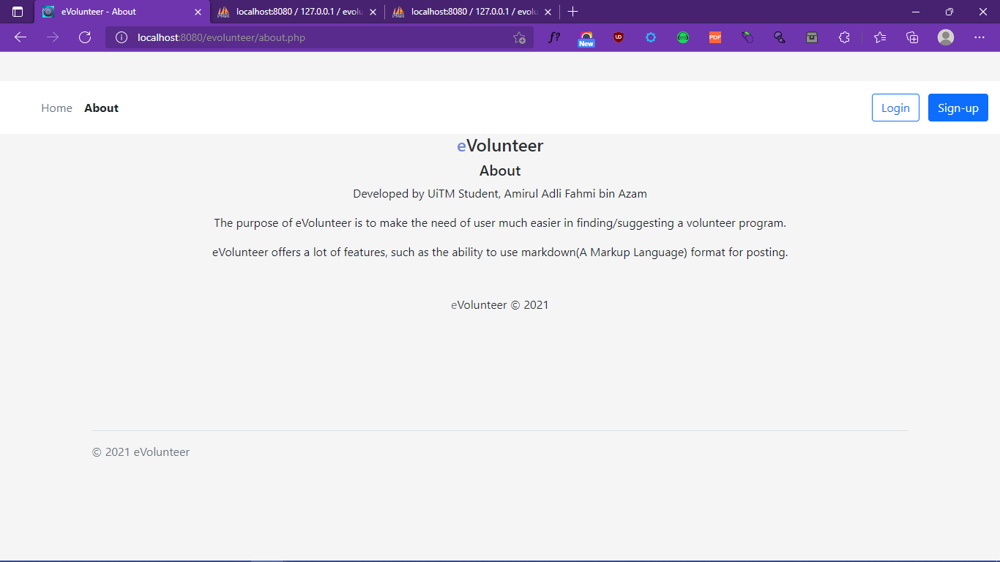 eVolunteer - About
localhost:8080 / 127.0.0.1 / evolu
localhost:8080 / 127.0.0.1 / evolu
localhost:8080/evolunteer/about.php
f?
New
UD
PDF
Home About Login Sign-up
eVolunteer
About
Developed by UiTM Student, Amirul Adli Fahmi bin Azam
The purpose of eVolunteer is to make the need of user much easier in finding/suggesting a volunteer program.
eVolunteer offers a lot of features, such as the ability to use markdown(A Markup Language) format for posting.
eVolunteer © 2021
© 2021 eVolunteer